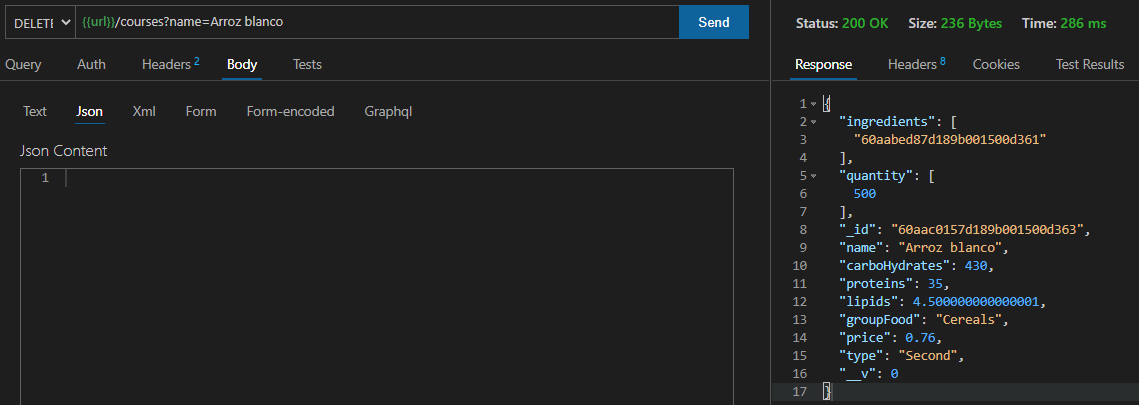 DELETE {{url}}/courses?name=Arroz blanco Send
Query Auth Headers 2 Body Tests
Text Json Xml Form Form-encoded Graphql
Json Content
1
Status: 200 OK Size: 236 Bytes Time: 286 ms
Response Headers 8 Cookies Test Results
1 {
2 "ingredients": [
3 "60aabed87d189b001500d361"
4 ],
5 "quantity": [
6 500
7 ],
8 "_id": "60aac0157d189b001500d363",
9 "name": "Arroz blanco",
10 "carboHydrates": 430,
11 "proteins": 35,
12 "lipids": 4.500000000000001,
13 "groupFood": "Cereals",
14 "price": 0.76,
15 "type": "Second",
16 "__v": 0
17 }